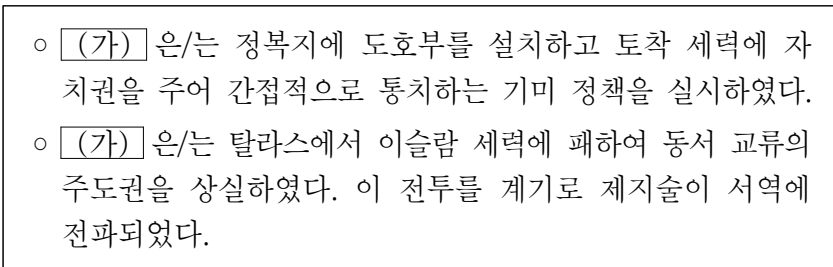 ○ (가) 은/는 정복지에 도호부를 설치하고 토착 세력에 자
치권을 주어 간접적으로 통치하는 기미 정책을 실시하였다.
○ (가) 은/는 탈라스에서 이슬람 세력에 패하여 동서 교류의
주도권을 상실하였다. 이 전투를 계기로 제지술이 서역에
전파되었다.